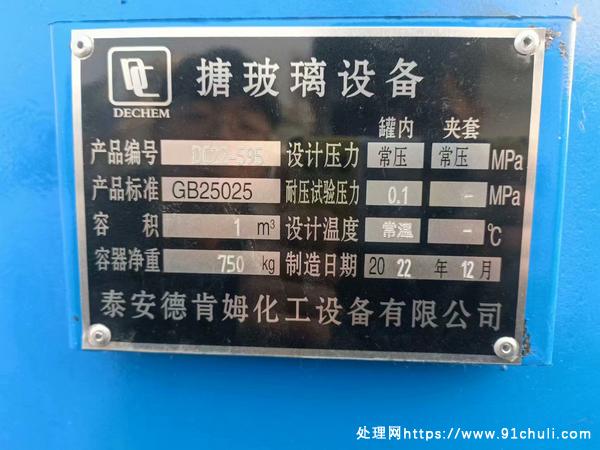 DC
DECHEM
搪玻璃设备
罐内 夹套
产品编号 DC22-595 设计压力 常压 常压 MPa
产品标准 GB25025 耐压试验压力 0.1 - MPa
容积 1 m³ 设计温度 常温 - ℃
容器净重 750 kg 制造日期 20 22 年 12 月
泰安德肯姆化工设备有限公司
处理网https://www.91chuli.com